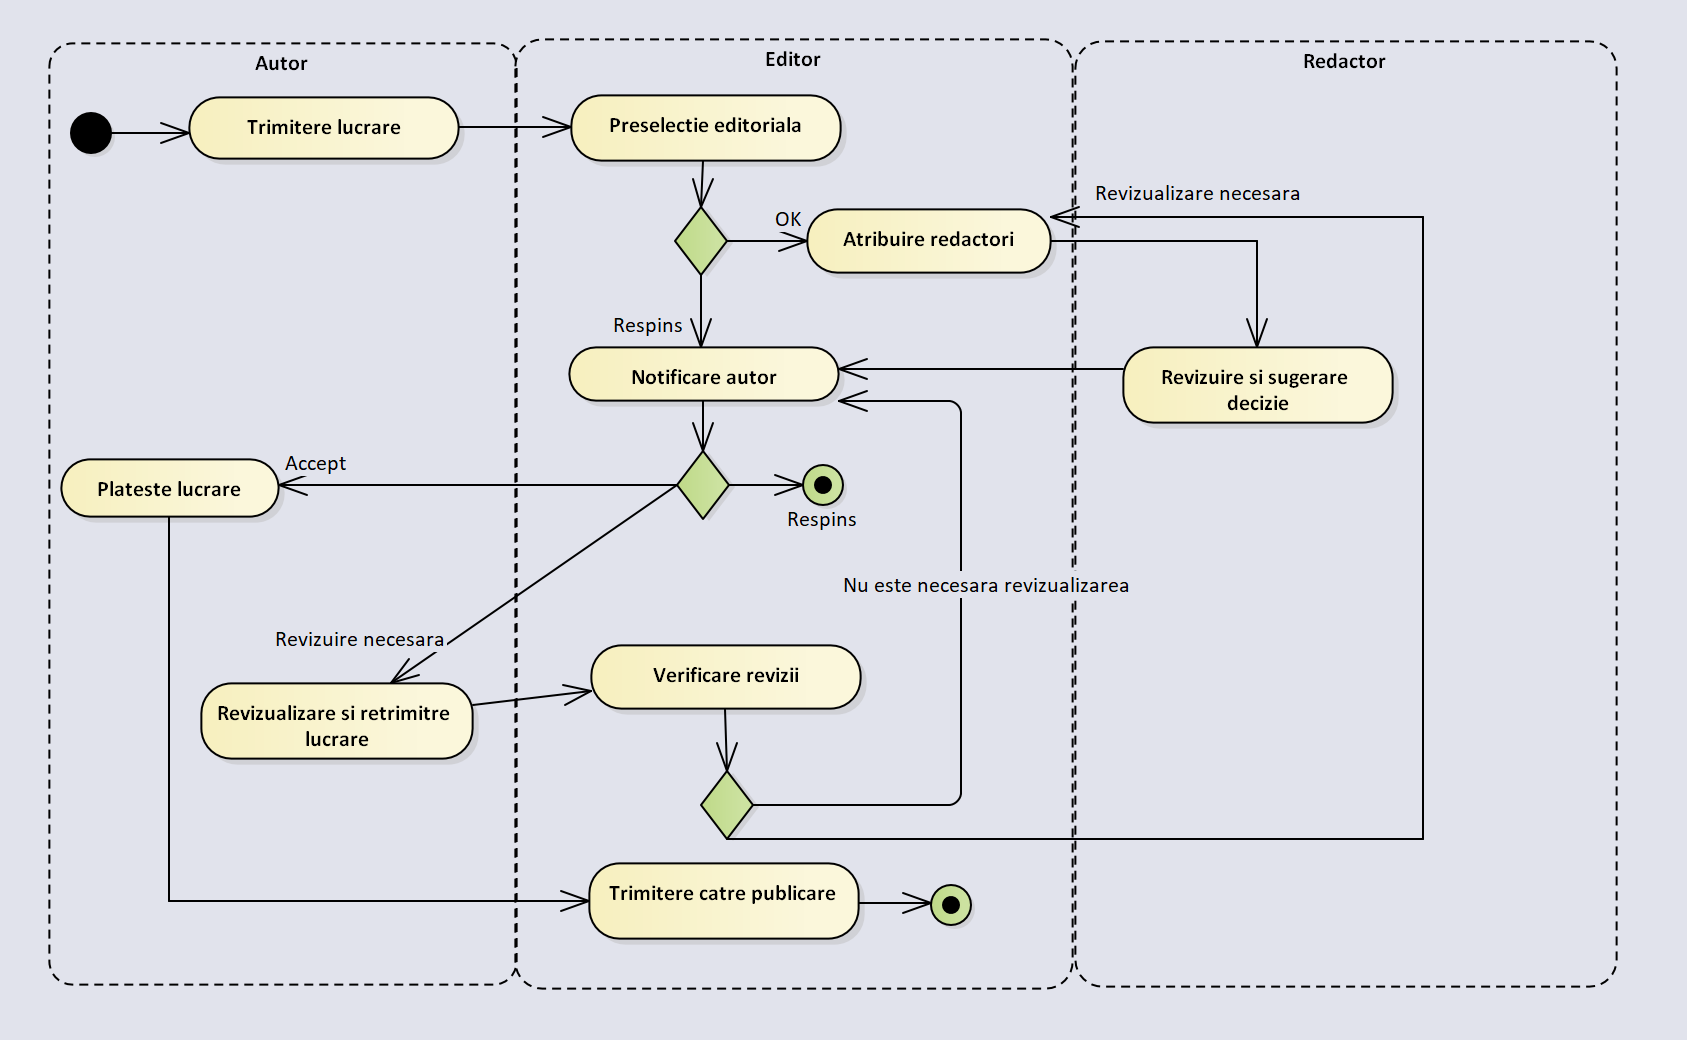 Autor
Editor
Redactor
Trimitere lucrare
Preselectie editoriala
Revizualizare necesara
OK
Atribuire redactori
Respins
Notificare autor
Revizuire si sugerare
decizie
Accept
Plateste lucrare
Respins
Nu este necesara revizualizarea
Revizuire necesara
Verificare revizii
Revizualizare si retrimitre
lucrare
Trimitere catre publicare